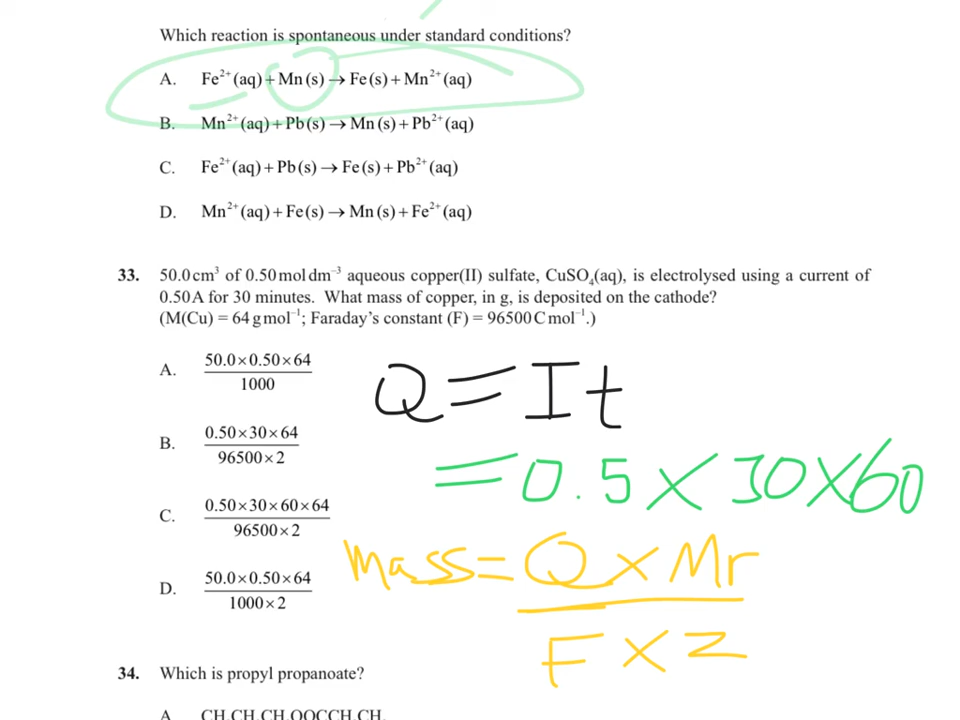 Which reaction is spontaneous under standard conditions?
A. Fe²⁺(aq) + Mn(s) → Fe(s) + Mn²⁺(aq)
B. Mn²⁺(aq) + Pb(s) → Mn(s) + Pb²⁺(aq)
C. Fe²⁺(aq) + Pb(s) → Fe(s) + Pb²⁺(aq)
D. Mn²⁺(aq) + Fe(s) → Mn(s) + Fe²⁺(aq)
33. 50.0 cm³ of 0.50 mol dm⁻³ aqueous copper(II) sulfate, CuSO₄(aq), is electrolysed using a current of
0.50 A for 30 minutes. What mass of copper, in g, is deposited on the cathode?
(M(Cu) = 64 g mol⁻¹; Faraday's constant (F) = 96500 C mol⁻¹.)
A. 50.0 × 0.50 × 64
1000
B. 0.50 × 30 × 64
96500 × 2
C. 0.50 × 30 × 60 × 64
96500 × 2
D. 50.0 × 0.50 × 64
1000 × 2
Q = It
= 0.5 × 30 × 60
mass = Q × Mr
F × z
34. Which is propyl propanoate?
A CH₃CH₂CH₂OOCCH₂CH₃